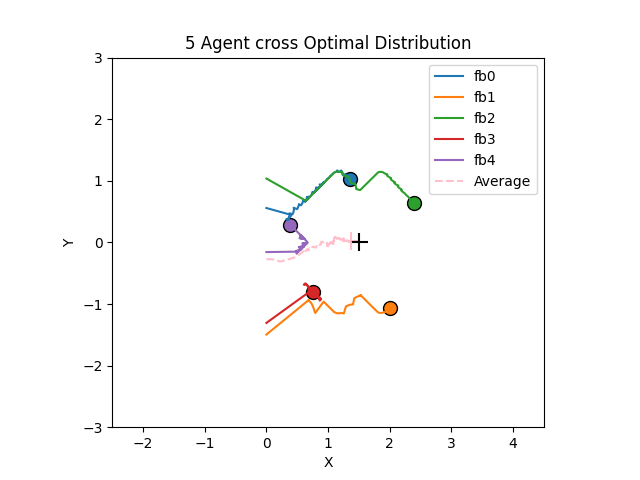 5 Agent cross Optimal Distribution
3
2
1
0
−1
−2
−3
Y
fb0
fb1
fb2
fb3
fb4
Average
−2 −1 0 1 2 3 4
X